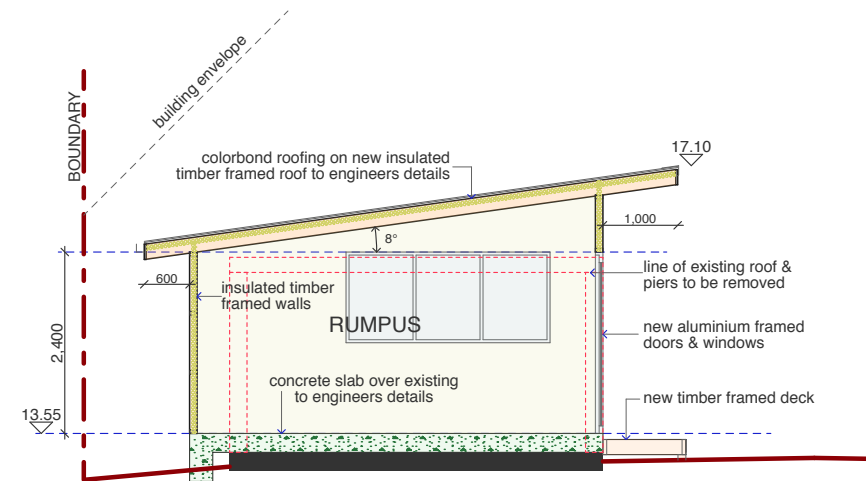 building envelope
BOUNDARY
17.10
colorbond roofing on new insulated
timber framed roof to engineers details
1,000
8°
600
line of existing roof &
piers to be removed
insulated timber
framed walls
RUMPUS
new aluminium framed
doors & windows
2,400
concrete slab over existing
to engineers details
new timber framed deck
13.55